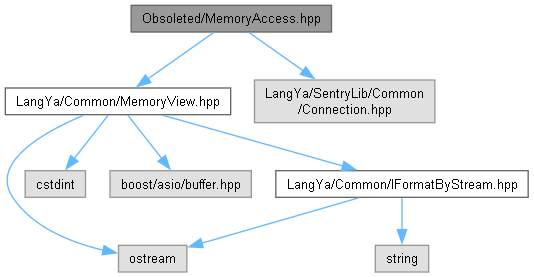 Obsoleted/MemoryAccess.hpp
LangYa/Common/MemoryView.hpp
LangYa/SentryLib/Common
/Connection.hpp
cstdint
boost/asio/buffer.hpp
LangYa/Common/IFormatByStream.hpp
ostream
string